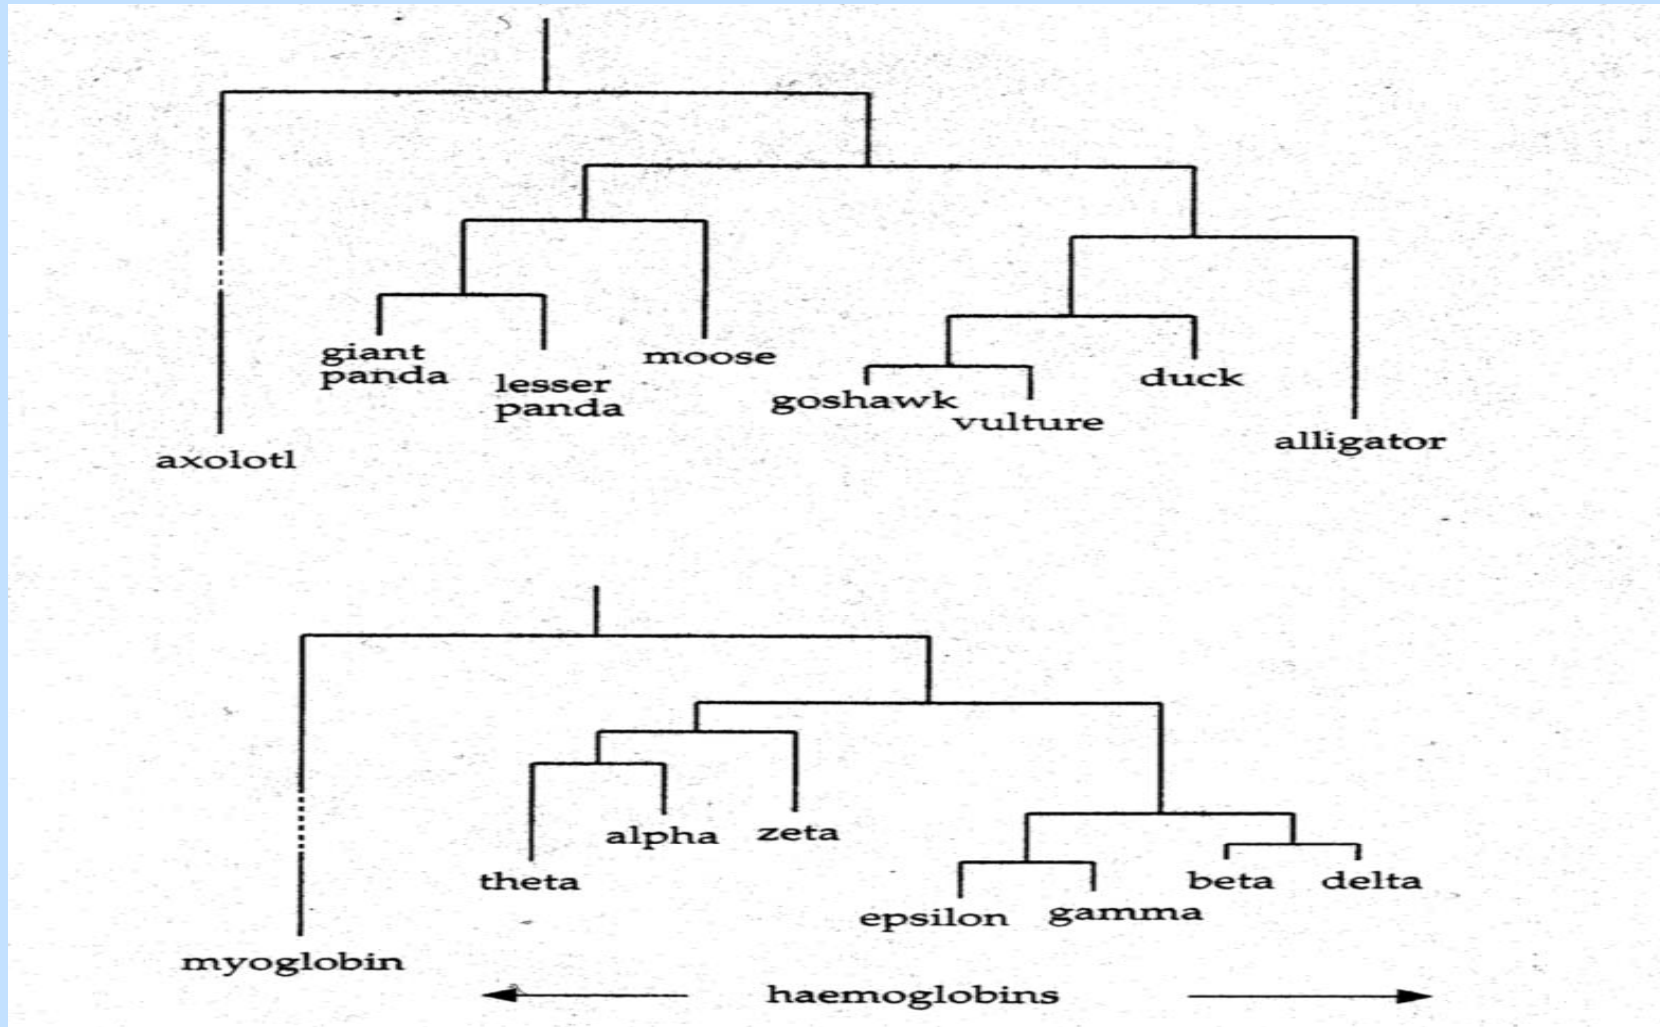 giant
panda
lesser
panda
moose
goshawk
vulture
duck
alligator
axolotl
alpha
zeta
theta
beta
delta
epsilon
gamma
myoglobin
haemoglobins